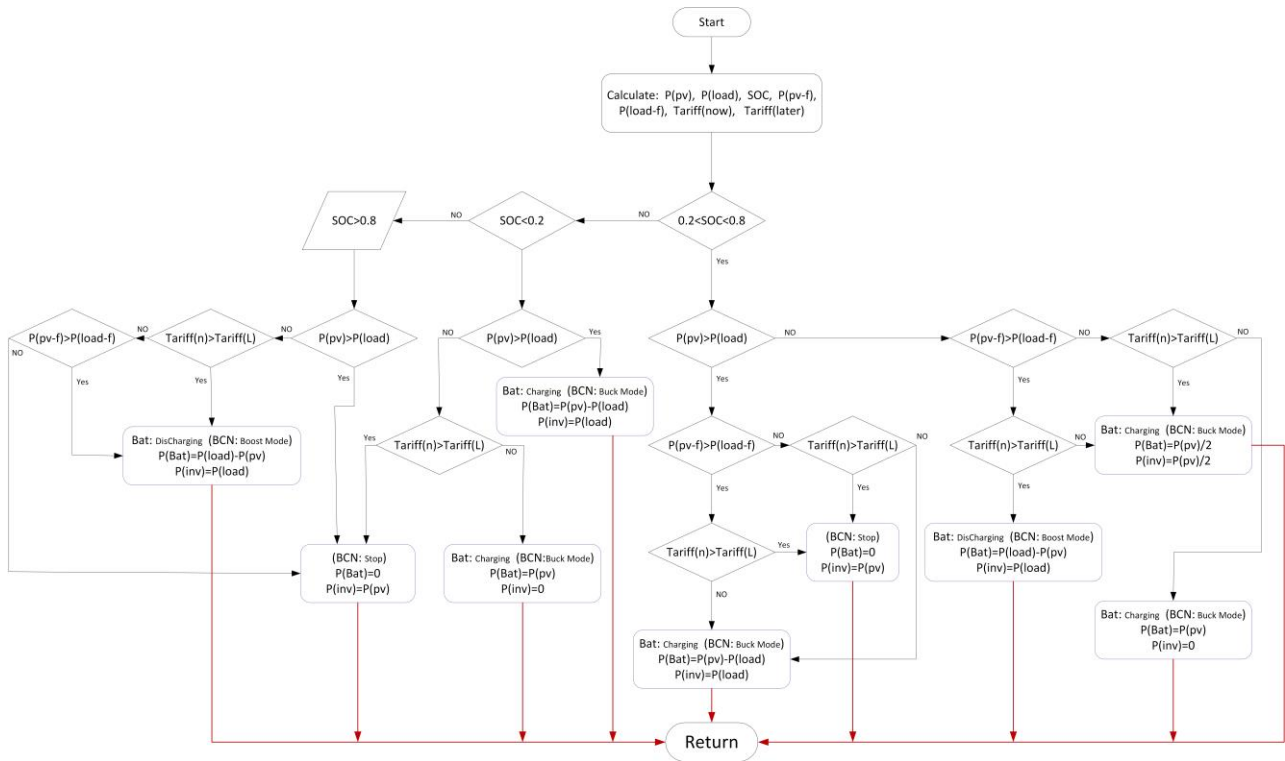 Start
Calculate: P(pv), P(load), SOC, P(pv-f),
P(load-f), Tariff(now), Tariff(later)
SOC>0.8
NO
SOC<0.2
NO
0.2<SOC<0.8
Yes
P(pv-f)>P(load-f)
NO
NO
Yes
Tariff(n)>Tariff(L)
NO
Yes
P(pv)>P(load)
Yes
NO
P(pv)>P(load)
Yes
P(pv)>P(load)
NO
Yes
P(pv-f)>P(load-f)
NO
Yes
Tariff(n)>Tariff(L)
NO
Yes
Bat: DisCharging (BCN: Boost Mode)
P(Bat)=P(load)-P(pv)
P(inv)=P(load)
Yes
Tariff(n)>Tariff(L)
NO
Bat: Charging (BCN: Buck Mode)
P(Bat)=P(pv)-P(load)
P(inv)=P(load)
P(pv-f)>P(load-f)
NO
Yes
Tariff(n)>Tariff(L)
NO
Yes
Tariff(n)>Tariff(L)
NO
Yes
Bat: Charging (BCN: Buck Mode)
P(Bat)=P(pv)/2
P(inv)=P(pv)/2
(BCN: Stop)
P(Bat)=0
P(inv)=P(pv)
Bat: Charging (BCN:Buck Mode)
P(Bat)=P(pv)
P(inv)=0
Tariff(n)>Tariff(L)
Yes
NO
(BCN: Stop)
P(Bat)=0
P(inv)=P(pv)
Bat: DisCharging (BCN: Boost Mode)
P(Bat)=P(load)-P(pv)
P(inv)=P(load)
Bat: Charging (BCN: Buck Mode)
P(Bat)=P(pv)-P(load)
P(inv)=P(load)
Bat: Charging (BCN: Buck Mode)
P(Bat)=P(pv)
P(inv)=0
Return